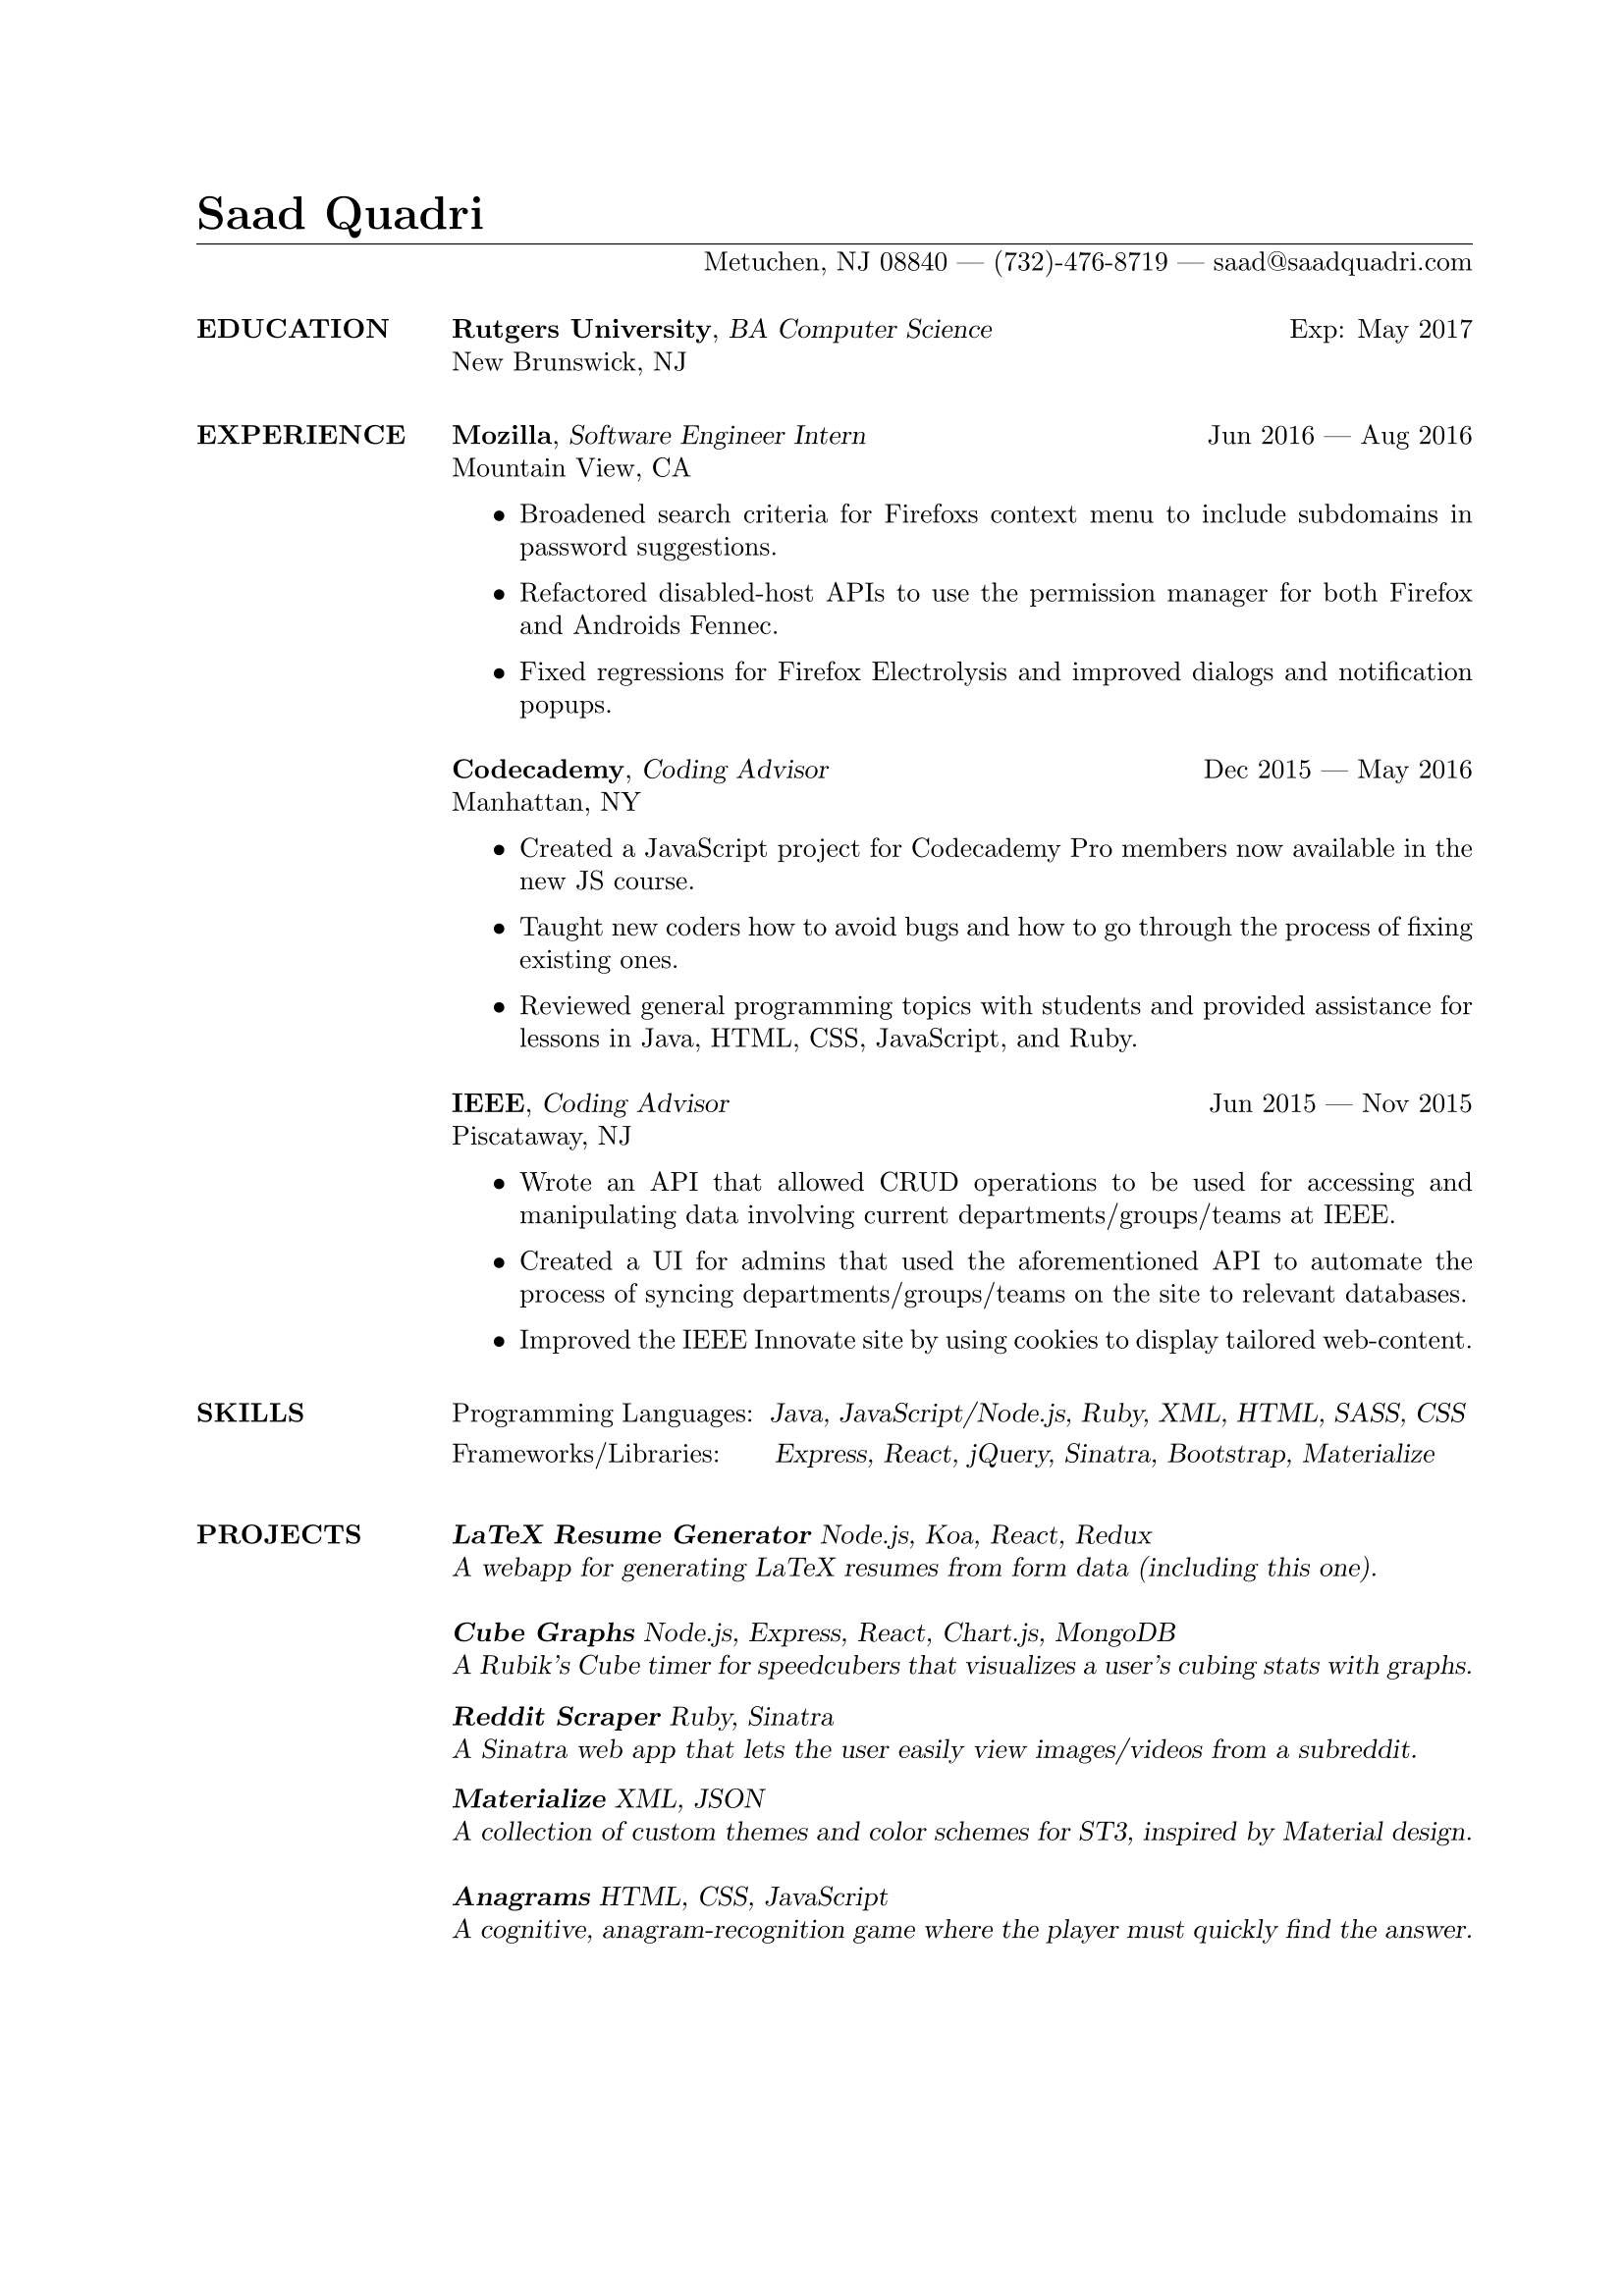 Saad Quadri
Metuchen, NJ 08840 — (732)-476-8719 — saad@saadquadri.com
EDUCATION Rutgers University, BA Computer Science Exp: May 2017
New Brunswick, NJ
EXPERIENCE Mozilla, Software Engineer Intern Jun 2016 — Aug 2016
Mountain View, CA
• Broadened search criteria for Firefoxs context menu to include subdomains in
password suggestions.
• Refactored disabled-host APIs to use the permission manager for both Firefox
and Androids Fennec.
• Fixed regressions for Firefox Electrolysis and improved dialogs and notification
popups.
Codecademy, Coding Advisor Dec 2015 — May 2016
Manhattan, NY
• Created a JavaScript project for Codecademy Pro members now available in the
new JS course.
• Taught new coders how to avoid bugs and how to go through the process of fixing
existing ones.
• Reviewed general programming topics with students and provided assistance for
lessons in Java, HTML, CSS, JavaScript, and Ruby.
IEEE, Coding Advisor Jun 2015 — Nov 2015
Piscataway, NJ
• Wrote an API that allowed CRUD operations to be used for accessing and
manipulating data involving current departments/groups/teams at IEEE.
• Created a UI for admins that used the aforementioned API to automate the
process of syncing departments/groups/teams on the site to relevant databases.
• Improved the IEEE Innovate site by using cookies to display tailored web-content.
SKILLS Programming Languages: Java, JavaScript/Node.js, Ruby, XML, HTML, SASS, CSS
Frameworks/Libraries: Express, React, jQuery, Sinatra, Bootstrap, Materialize
PROJECTS LaTeX Resume Generator Node.js, Koa, React, Redux
A webapp for generating LaTeX resumes from form data (including this one).
Cube Graphs Node.js, Express, React, Chart.js, MongoDB
A Rubik's Cube timer for speedcubers that visualizes a user's cubing stats with graphs.
Reddit Scraper Ruby, Sinatra
A Sinatra web app that lets the user easily view images/videos from a subreddit.
Materialize XML, JSON
A collection of custom themes and color schemes for ST3, inspired by Material design.
Anagrams HTML, CSS, JavaScript
A cognitive, anagram-recognition game where the player must quickly find the answer.